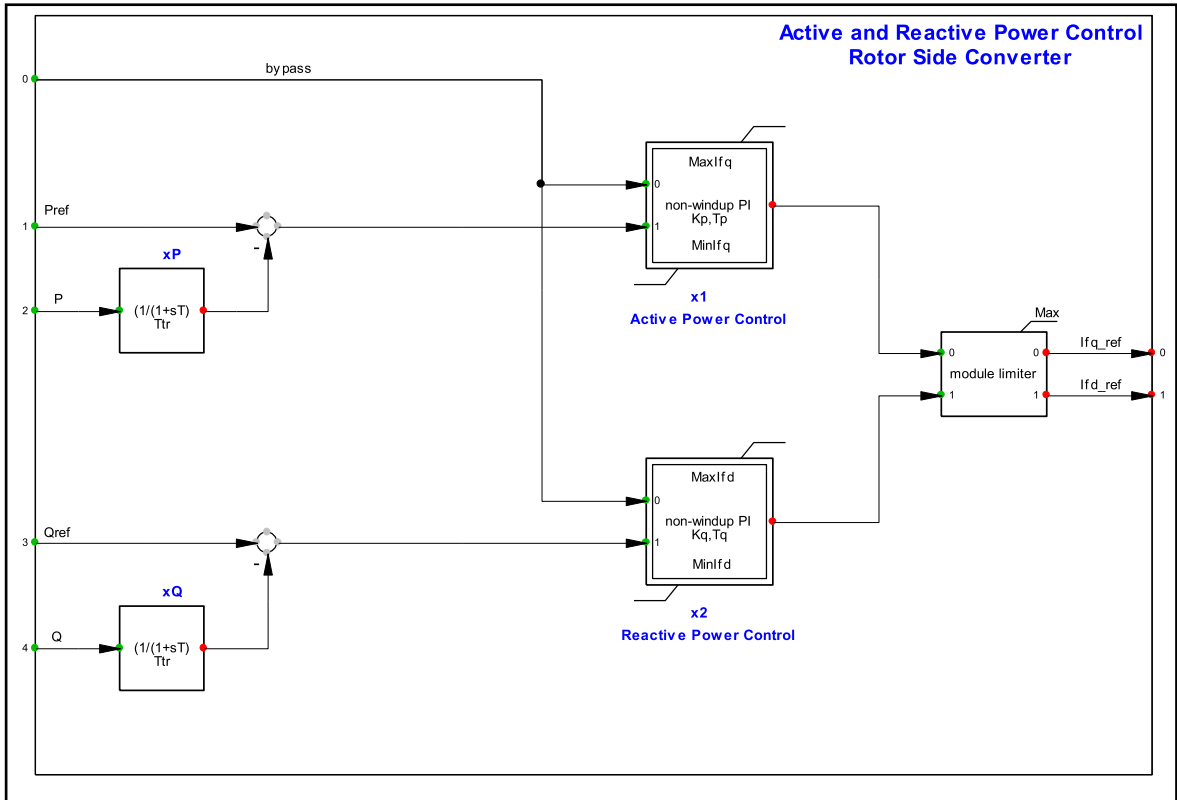 Active and Reactive Power Control
Rotor Side Converter
0
bypass
MaxIfq
0
non-windup PI
Kp,Tp
1
MinIfq
x1
Active Power Control
1
Pref
-
xP
2
P
(1/(1+sT)
Ttr
Max
0
0
Ifq_ref
0
module limiter
1
1
Ifd_ref
1
MaxIfd
0
non-windup PI
Kq,Tq
1
MinIfd
x2
Reactive Power Control
3
Qref
-
xQ
4
Q
(1/(1+sT)
Ttr